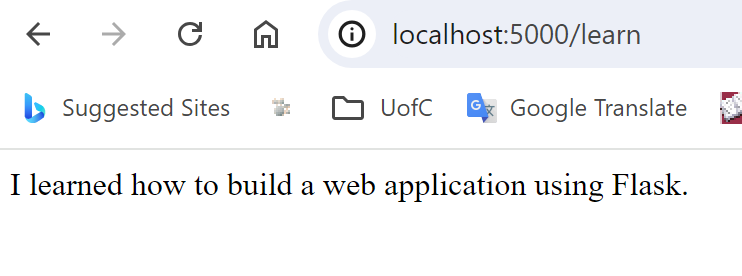 localhost:5000/learn
Suggested Sites UofC Google Translate
I learned how to build a web application using Flask.